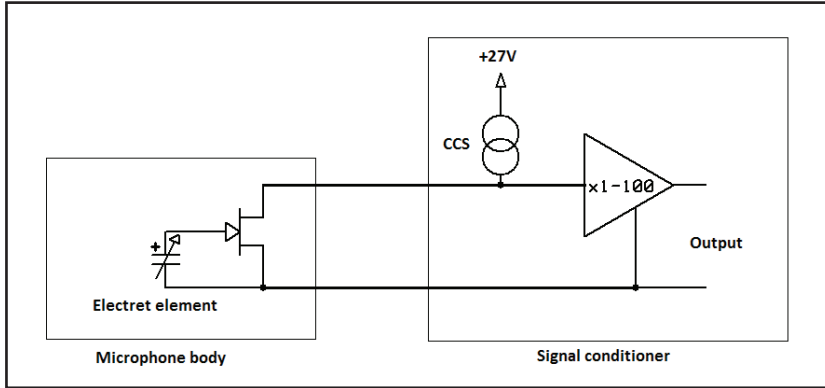 +27V
CCS
×1-100
Output
+
Electret element
Microphone body
Signal conditioner